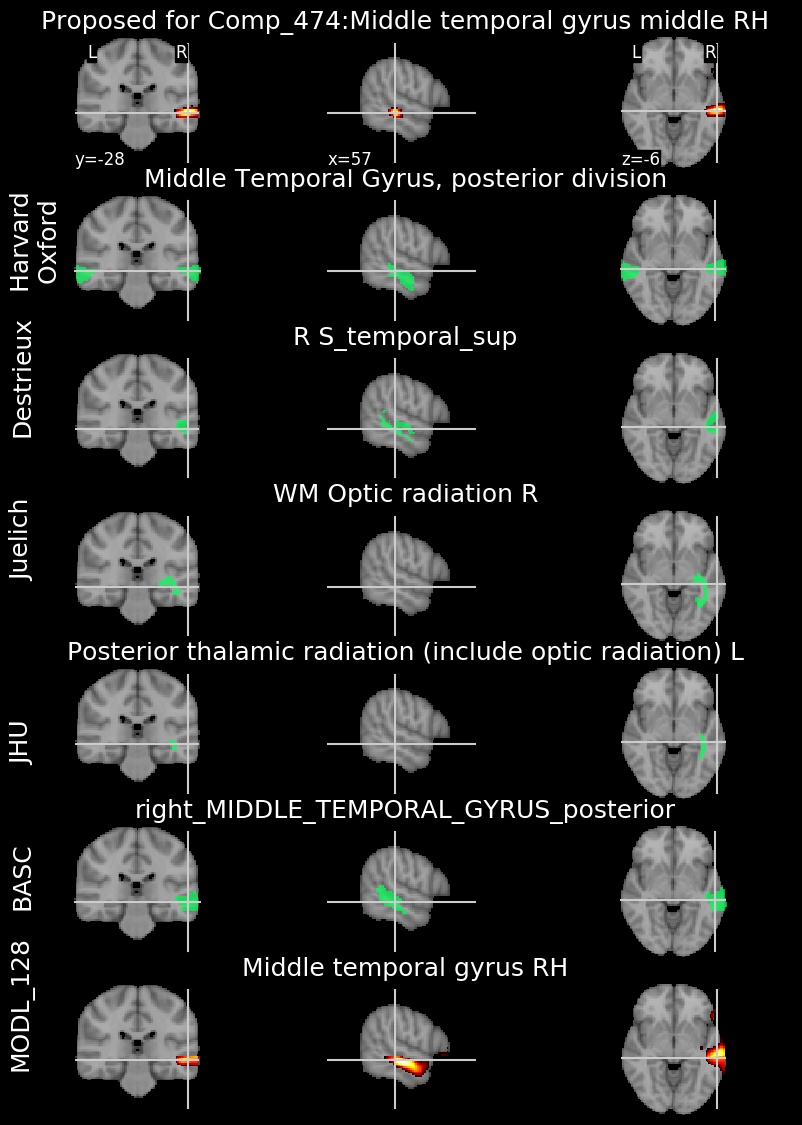 Proposed for Comp_474:Middle temporal gyrus middle RH
L R L R
y=-28 x=57 z=-6
Middle Temporal Gyrus, posterior division
Harvard
Oxford
R S_temporal_sup
Destrieux
WM Optic radiation R
Juelich
Posterior thalamic radiation (include optic radiation) L
JHU
right_MIDDLE_TEMPORAL_GYRUS_posterior
BASC
Middle temporal gyrus RH
MODL_128